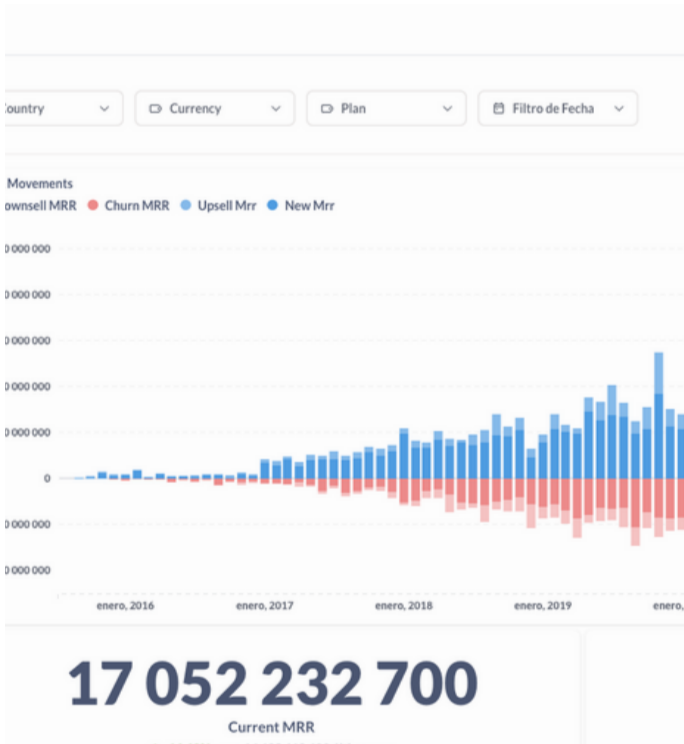 ountry Currency Plan Filtro de Fecha
Movements
ownsell MRR Churn MRR Upsell Mrr New Mrr
0 000 000
0 000 000
0 000 000
0 000 000
0 000 000
0
0 000 000
0 000 000
enero, 2016 enero, 2017 enero, 2018 enero, 2019 enero,
17 052 232 700
Current MRR